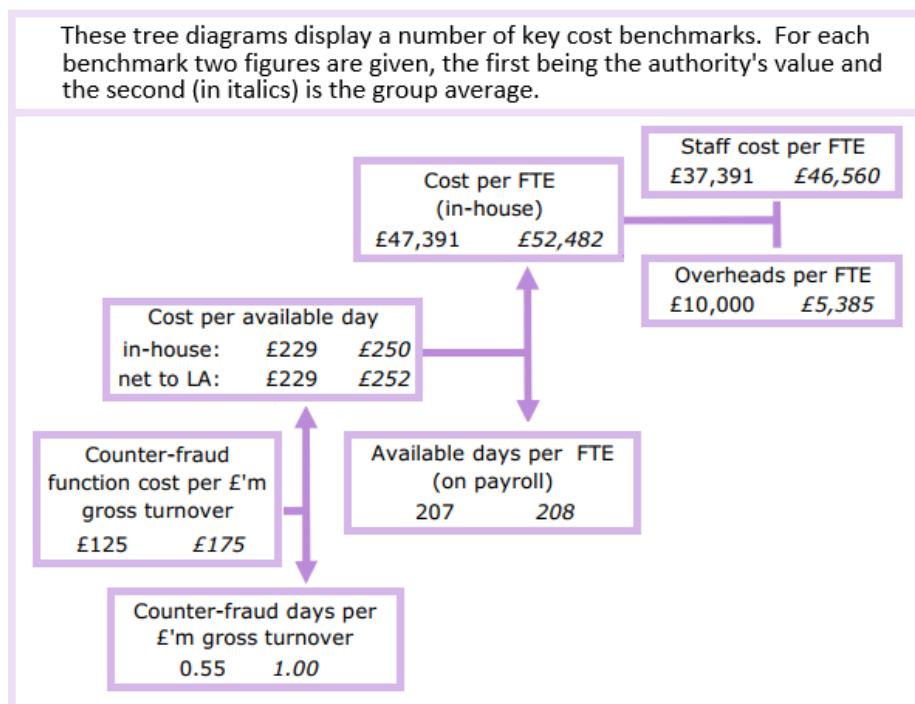 These tree diagrams display a number of key cost benchmarks. For each
benchmark two figures are given, the first being the authority's value and
the second (in italics) is the group average.
Staff cost per FTE
£37,391 £46,560
Cost per FTE
(in-house)
£47,391 £52,482
Overheads per FTE
£10,000 £5,385
Cost per available day
in-house: £229 £250
net to LA: £229 £252
Counter-fraud
function cost per £'m
gross turnover
£125 £175
Available days per FTE
(on payroll)
207 208
Counter-fraud days per
£'m gross turnover
0.55 1.00